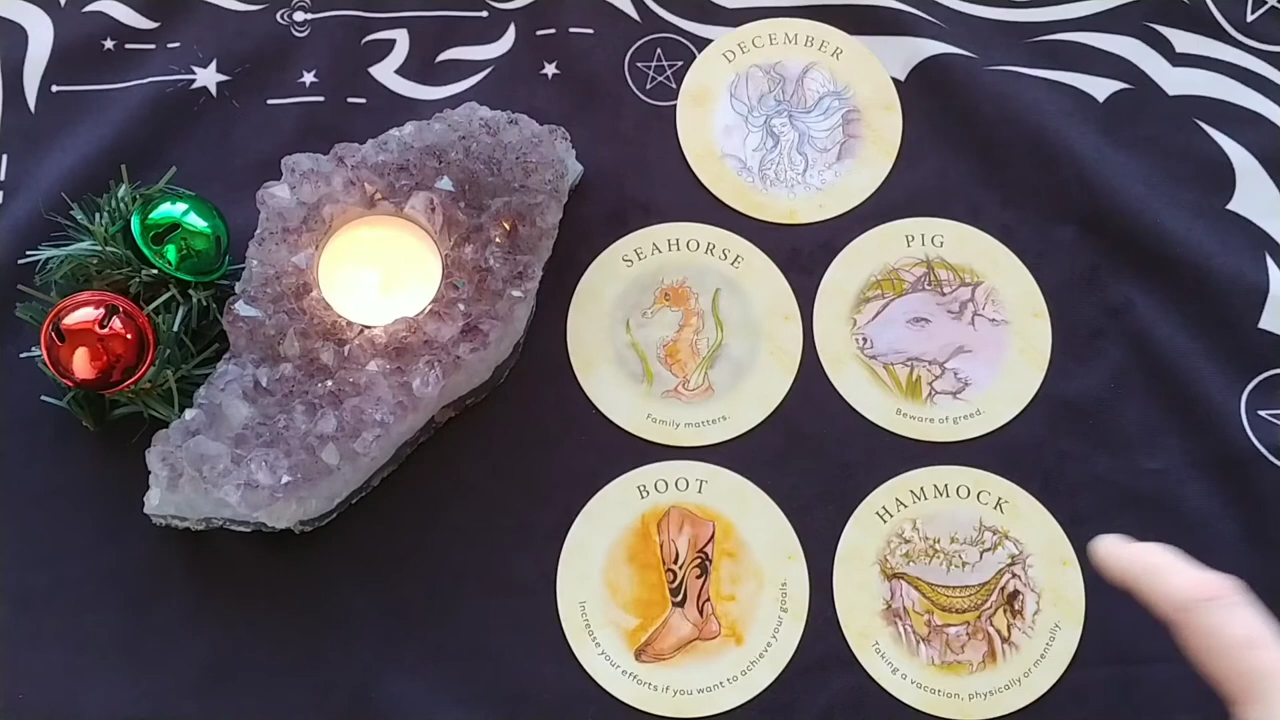 DECEMBER
SEAHORSE
Family matters.
PIG
Beware of greed.
BOOT
Increase your efforts if you want to achieve your goals.
HAMMOCK
Taking a vacation, physically or mentally.